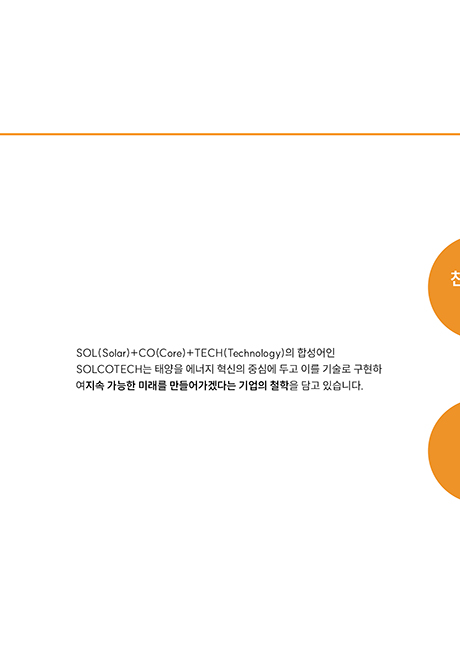 SOL(Solar)+CO(Core)+TECH(Technology)의 합성어인
SOLCOTECH는 태양을 에너지 혁신의 중심에 두고 이를 기술로 구현하
여지속 가능한 미래를 만들어가겠다는 기업의 철학을 담고 있습니다.